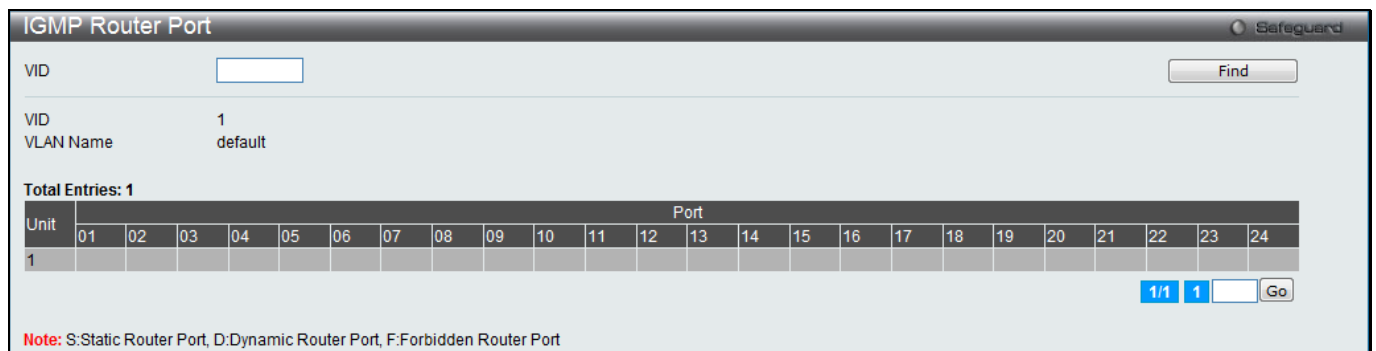 IGMP Router Port Safeguard
VID Find
VID 1
VLAN Name default
Total Entries: 1
Unit Port
01 02 03 04 05 06 07 08 09 10 11 12 13 14 15 16 17 18 19 20 21 22 23 24
1
1/1 1 Go
Note: S:Static Router Port, D:Dynamic Router Port, F:Forbidden Router Port